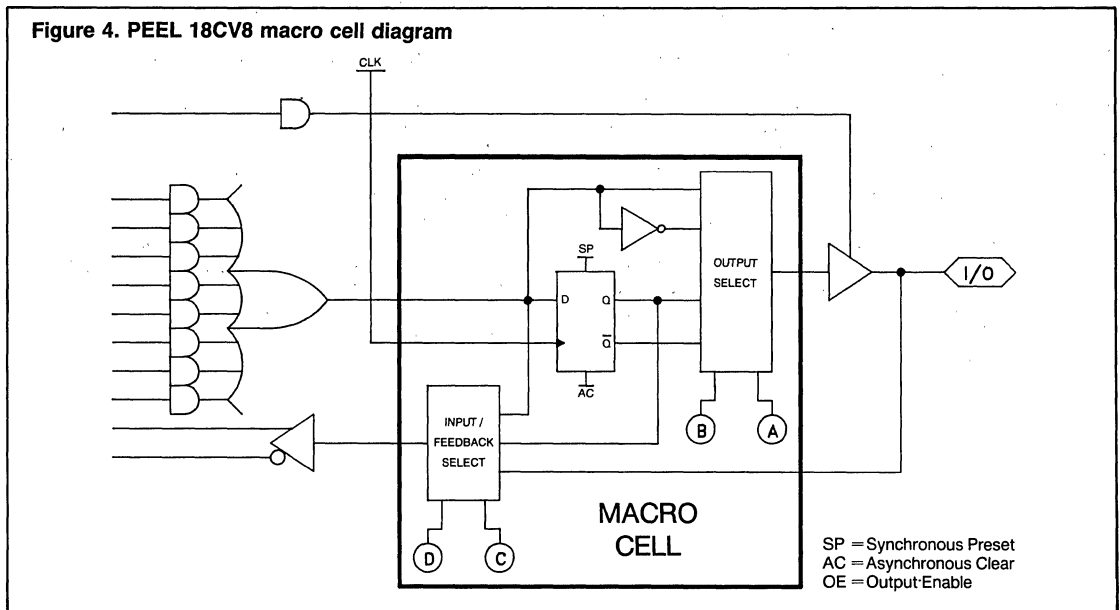 Figure 4. PEEL 18CV8 macro cell diagram
CLK
SP
D
Q
Q̅
AC
OUTPUT
SELECT
I/O
B
A
INPUT /
FEEDBACK
SELECT
D
C
MACRO
CELL
SP = Synchronous Preset
AC = Asynchronous Clear
OE = Output Enable